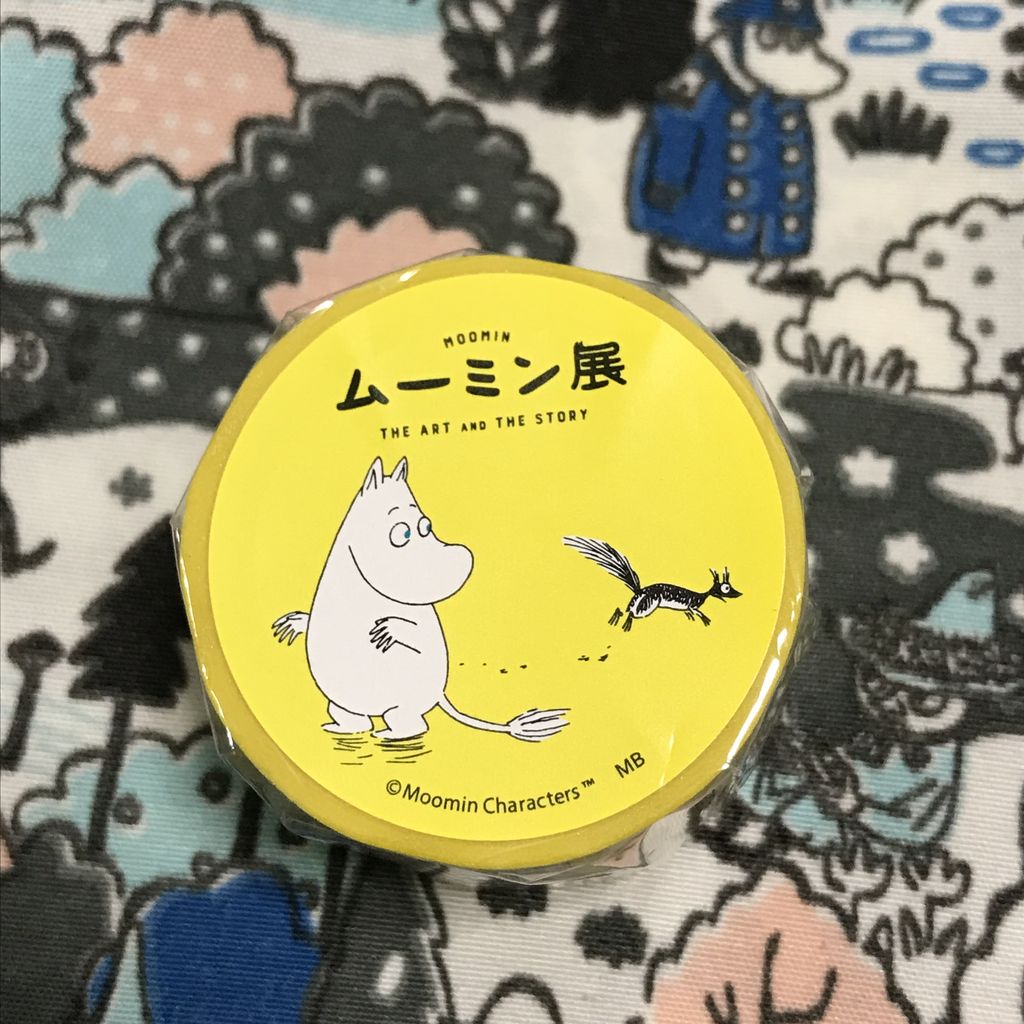 MOOMIN
ムーミン展
THE ART AND THE STORY
©Moomin Characters™ MB